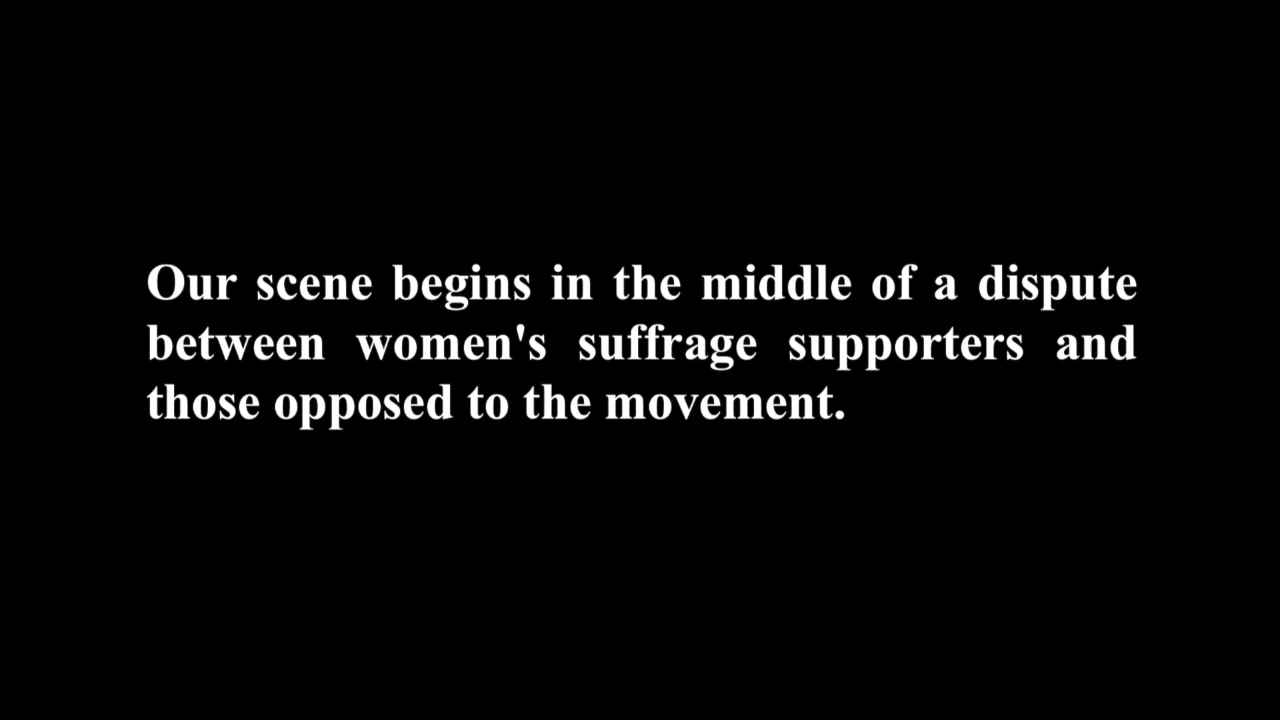 Our scene begins in the middle of a dispute
between women's suffrage supporters and
those opposed to the movement.